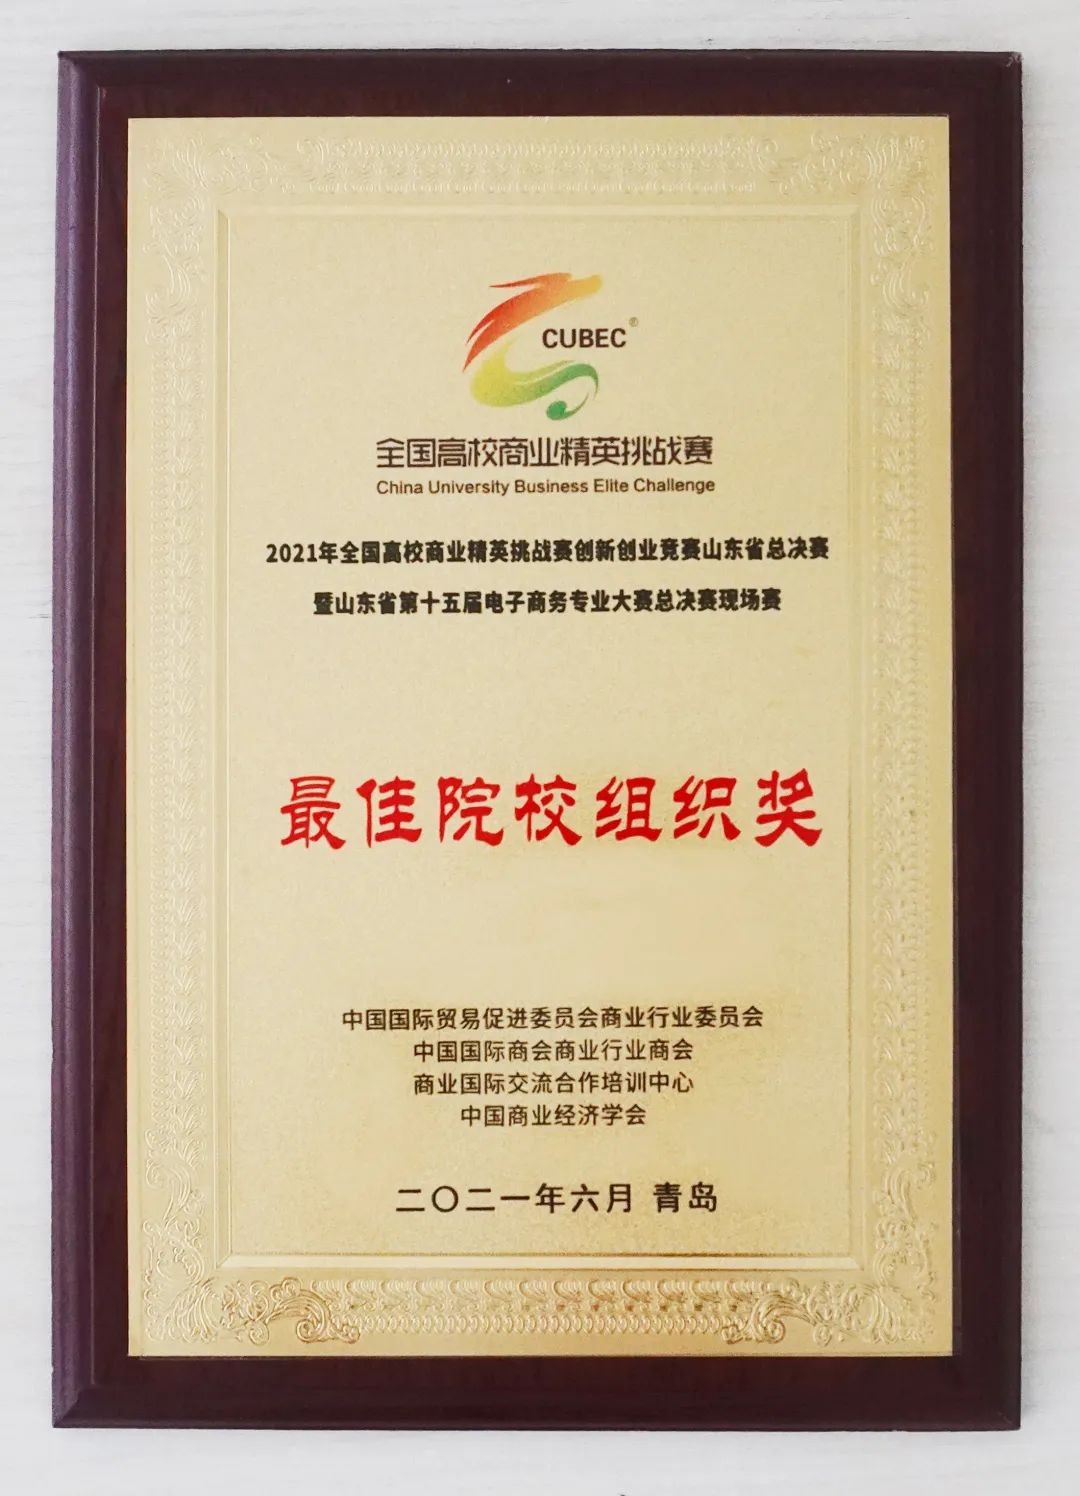 CUBEC®
全国高校商业精英挑战赛
China University Business Elite Challenge
2021年全国高校商业精英挑战赛创新创业竞赛山东省总决赛
暨山东省第十五届电子商务专业大赛总决赛现场赛
最佳院校组织奖
中国国际贸易促进委员会商业行业委员会
中国国际商会商业行业商会
商业国际交流合作培训中心
中国商业经济学会
二〇二一年六月 青岛